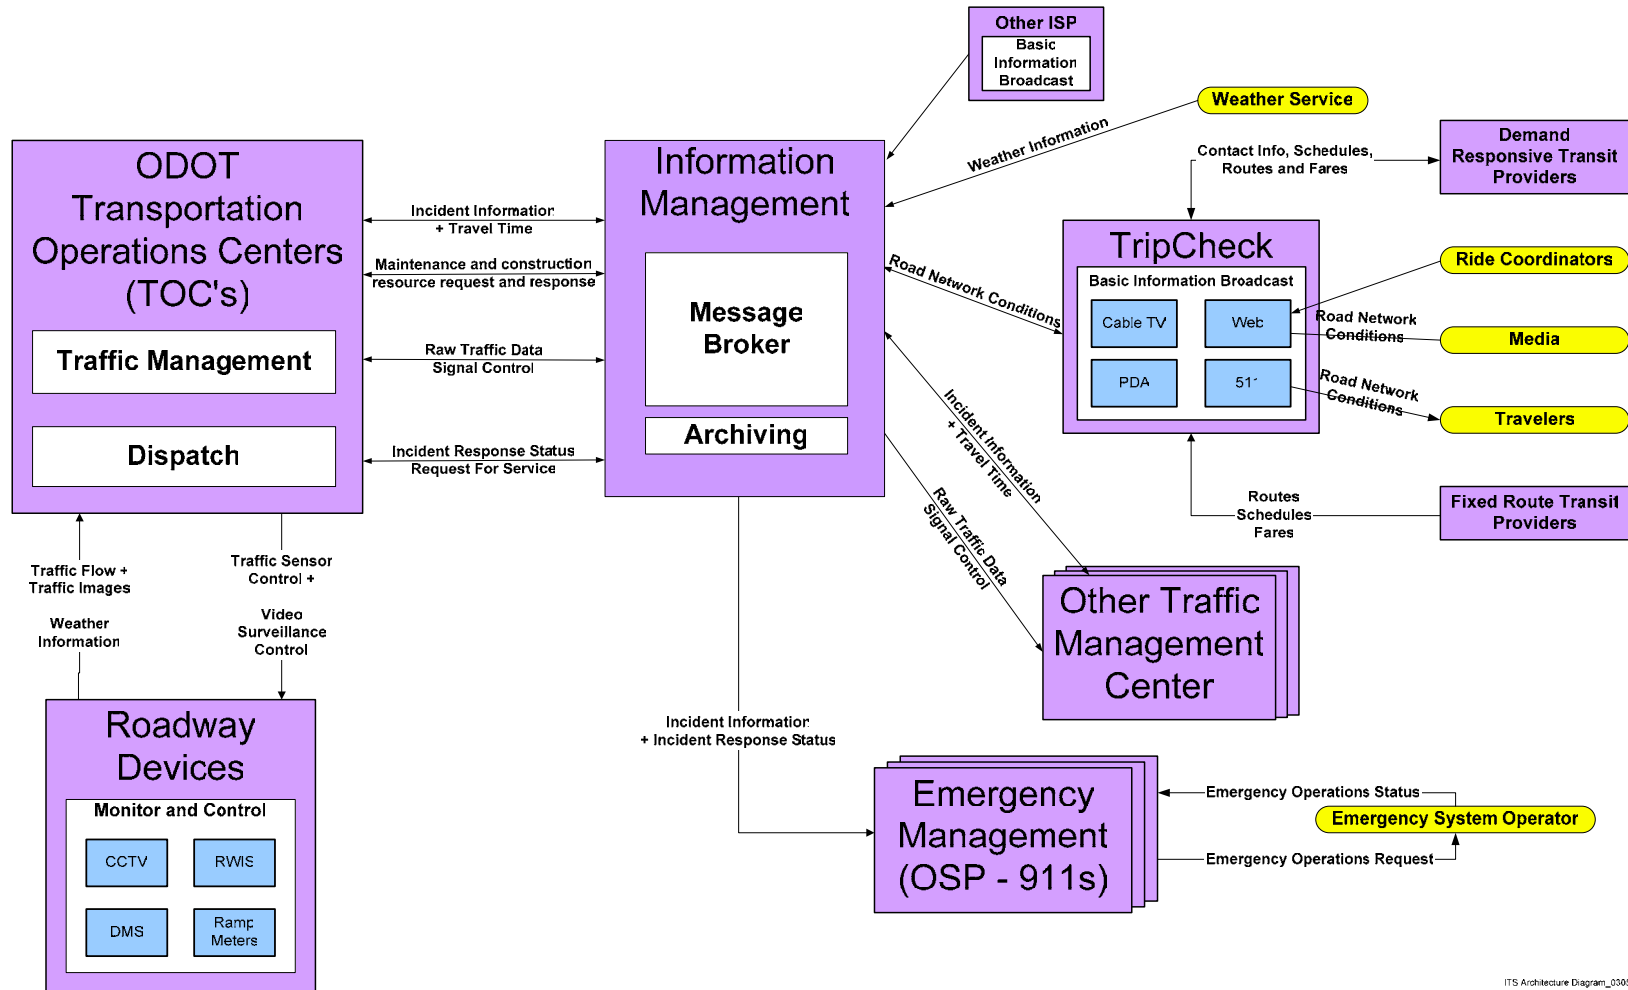 Other ISP
Basic
Information
Broadcast
Weather Service
Weather Information
Demand
Responsive Transit
Providers
Contact Info, Schedules,
Routes and Fares
ODOT
Transportation
Operations Centers
(TOC's)
Traffic Management
Dispatch
Incident Information
+ Travel Time
Maintenance and construction
resource request and response
Raw Traffic Data
Signal Control
Incident Response Status
Request For Service
Information
Management
Message
Broker
Archiving
Road Network Conditions
TripCheck
Basic Information Broadcast
Cable TV
Web
PDA
511
Ride Coordinators
Road Network
Conditions
Media
Road Network
Conditions
Travelers
Routes
Schedules
Fares
Fixed Route Transit
Providers
Incident Information
+ Travel Time
Raw Traffic Data
Signal Control
Other Traffic
Management
Center
Traffic Flow +
Traffic Images
Weather
Information
Traffic Sensor
Control +
Video
Surveillance
Control
Roadway
Devices
Monitor and Control
CCTV
RWIS
DMS
Ramp
Meters
Incident Information
+ Incident Response Status
Emergency
Management
(OSP - 911s)
Emergency Operations Status
Emergency System Operator
Emergency Operations Request
ITS Architecture Diagram_0305